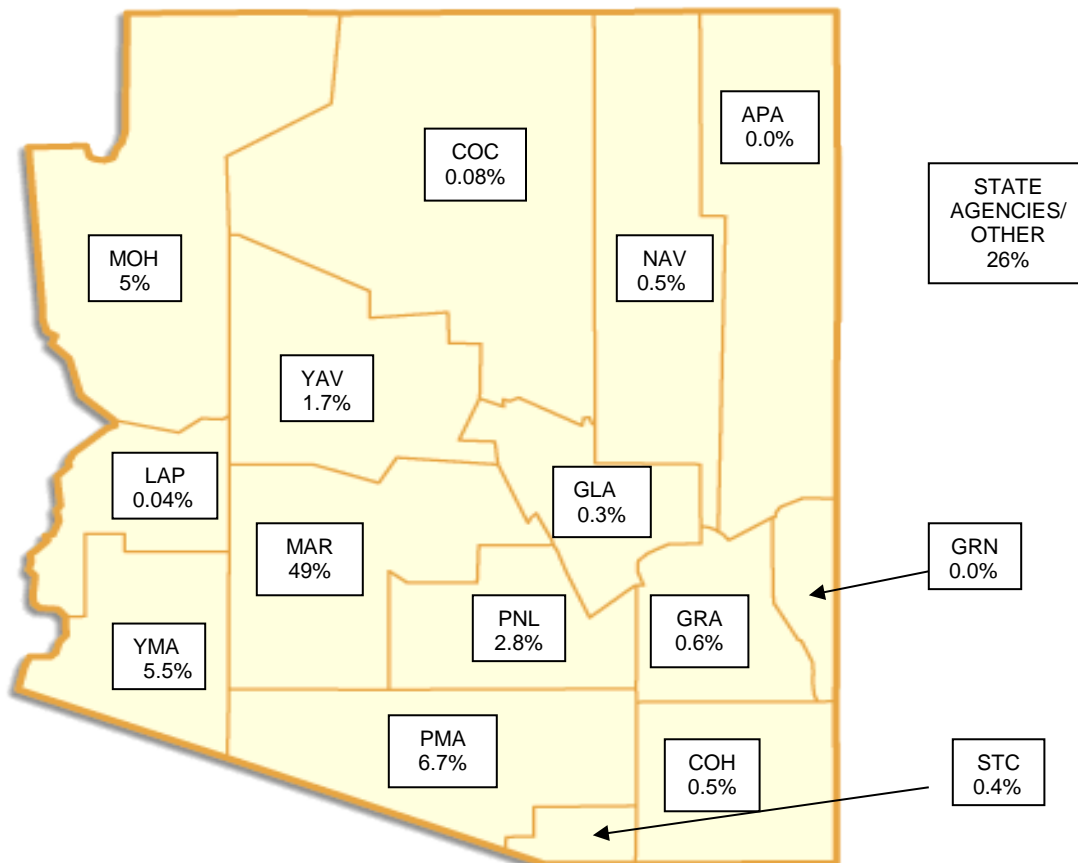 APA
0.0%
COC
0.08%
STATE
AGENCIES/
OTHER
26%
MOH
5%
NAV
0.5%
YAV
1.7%
LAP
0.04%
GLA
0.3%
MAR
49%
GRN
0.0%
PNL
2.8%
GRA
0.6%
YMA
5.5%
PMA
6.7%
COH
0.5%
STC
0.4%